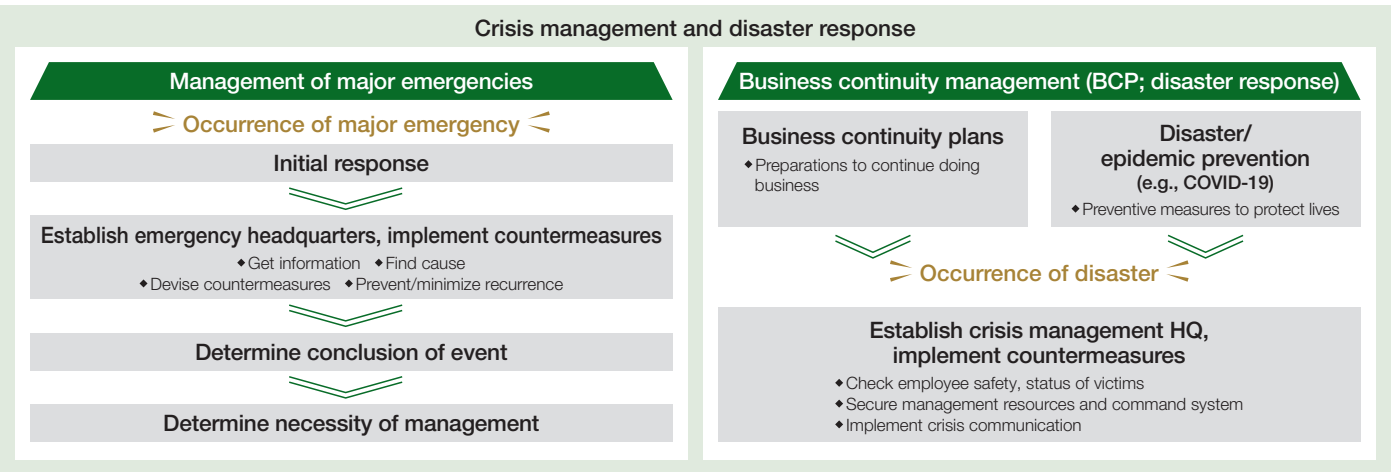 Crisis management and disaster response
Management of major emergencies
Occurrence of major emergency
Initial response
Establish emergency headquarters, implement countermeasures
◆Get information ◆Find cause
◆Devise countermeasures ◆Prevent/minimize recurrence
Determine conclusion of event
Determine necessity of management
Business continuity management (BCP; disaster response)
Business continuity plans
◆Preparations to continue doing
business
Disaster/
epidemic prevention
(e.g., COVID-19)
◆Preventive measures to protect lives
Occurrence of disaster
Establish crisis management HQ,
implement countermeasures
◆Check employee safety, status of victims
◆Secure management resources and command system
◆Implement crisis communication